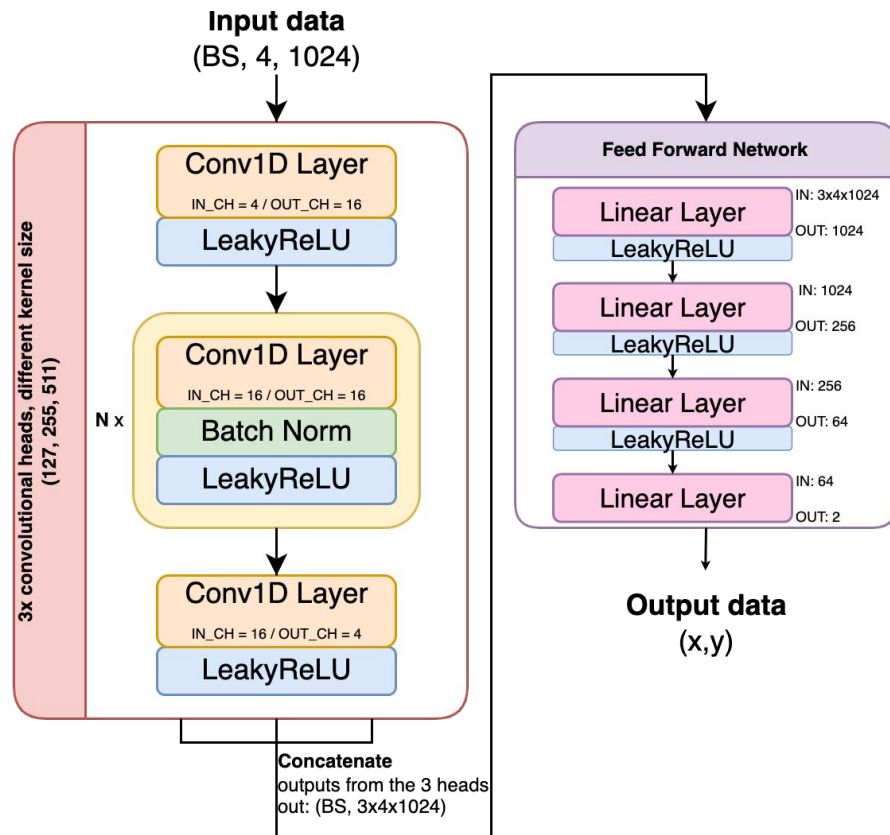 Input data
(BS, 4, 1024)
3x convolutional heads, different kernel size
(127, 255, 511)
Conv1D Layer
IN_CH = 4 / OUT_CH = 16
LeakyReLU
N x
Conv1D Layer
IN_CH = 16 / OUT_CH = 16
Batch Norm
LeakyReLU
Conv1D Layer
IN_CH = 16 / OUT_CH = 4
LeakyReLU
Concatenate
outputs from the 3 heads
out: (BS, 3x4x1024)
Feed Forward Network
Linear Layer
IN: 3x4x1024
OUT: 1024
LeakyReLU
Linear Layer
IN: 1024
OUT: 256
LeakyReLU
Linear Layer
IN: 256
OUT: 64
LeakyReLU
Linear Layer
IN: 64
OUT: 2
Output data
(x,y)